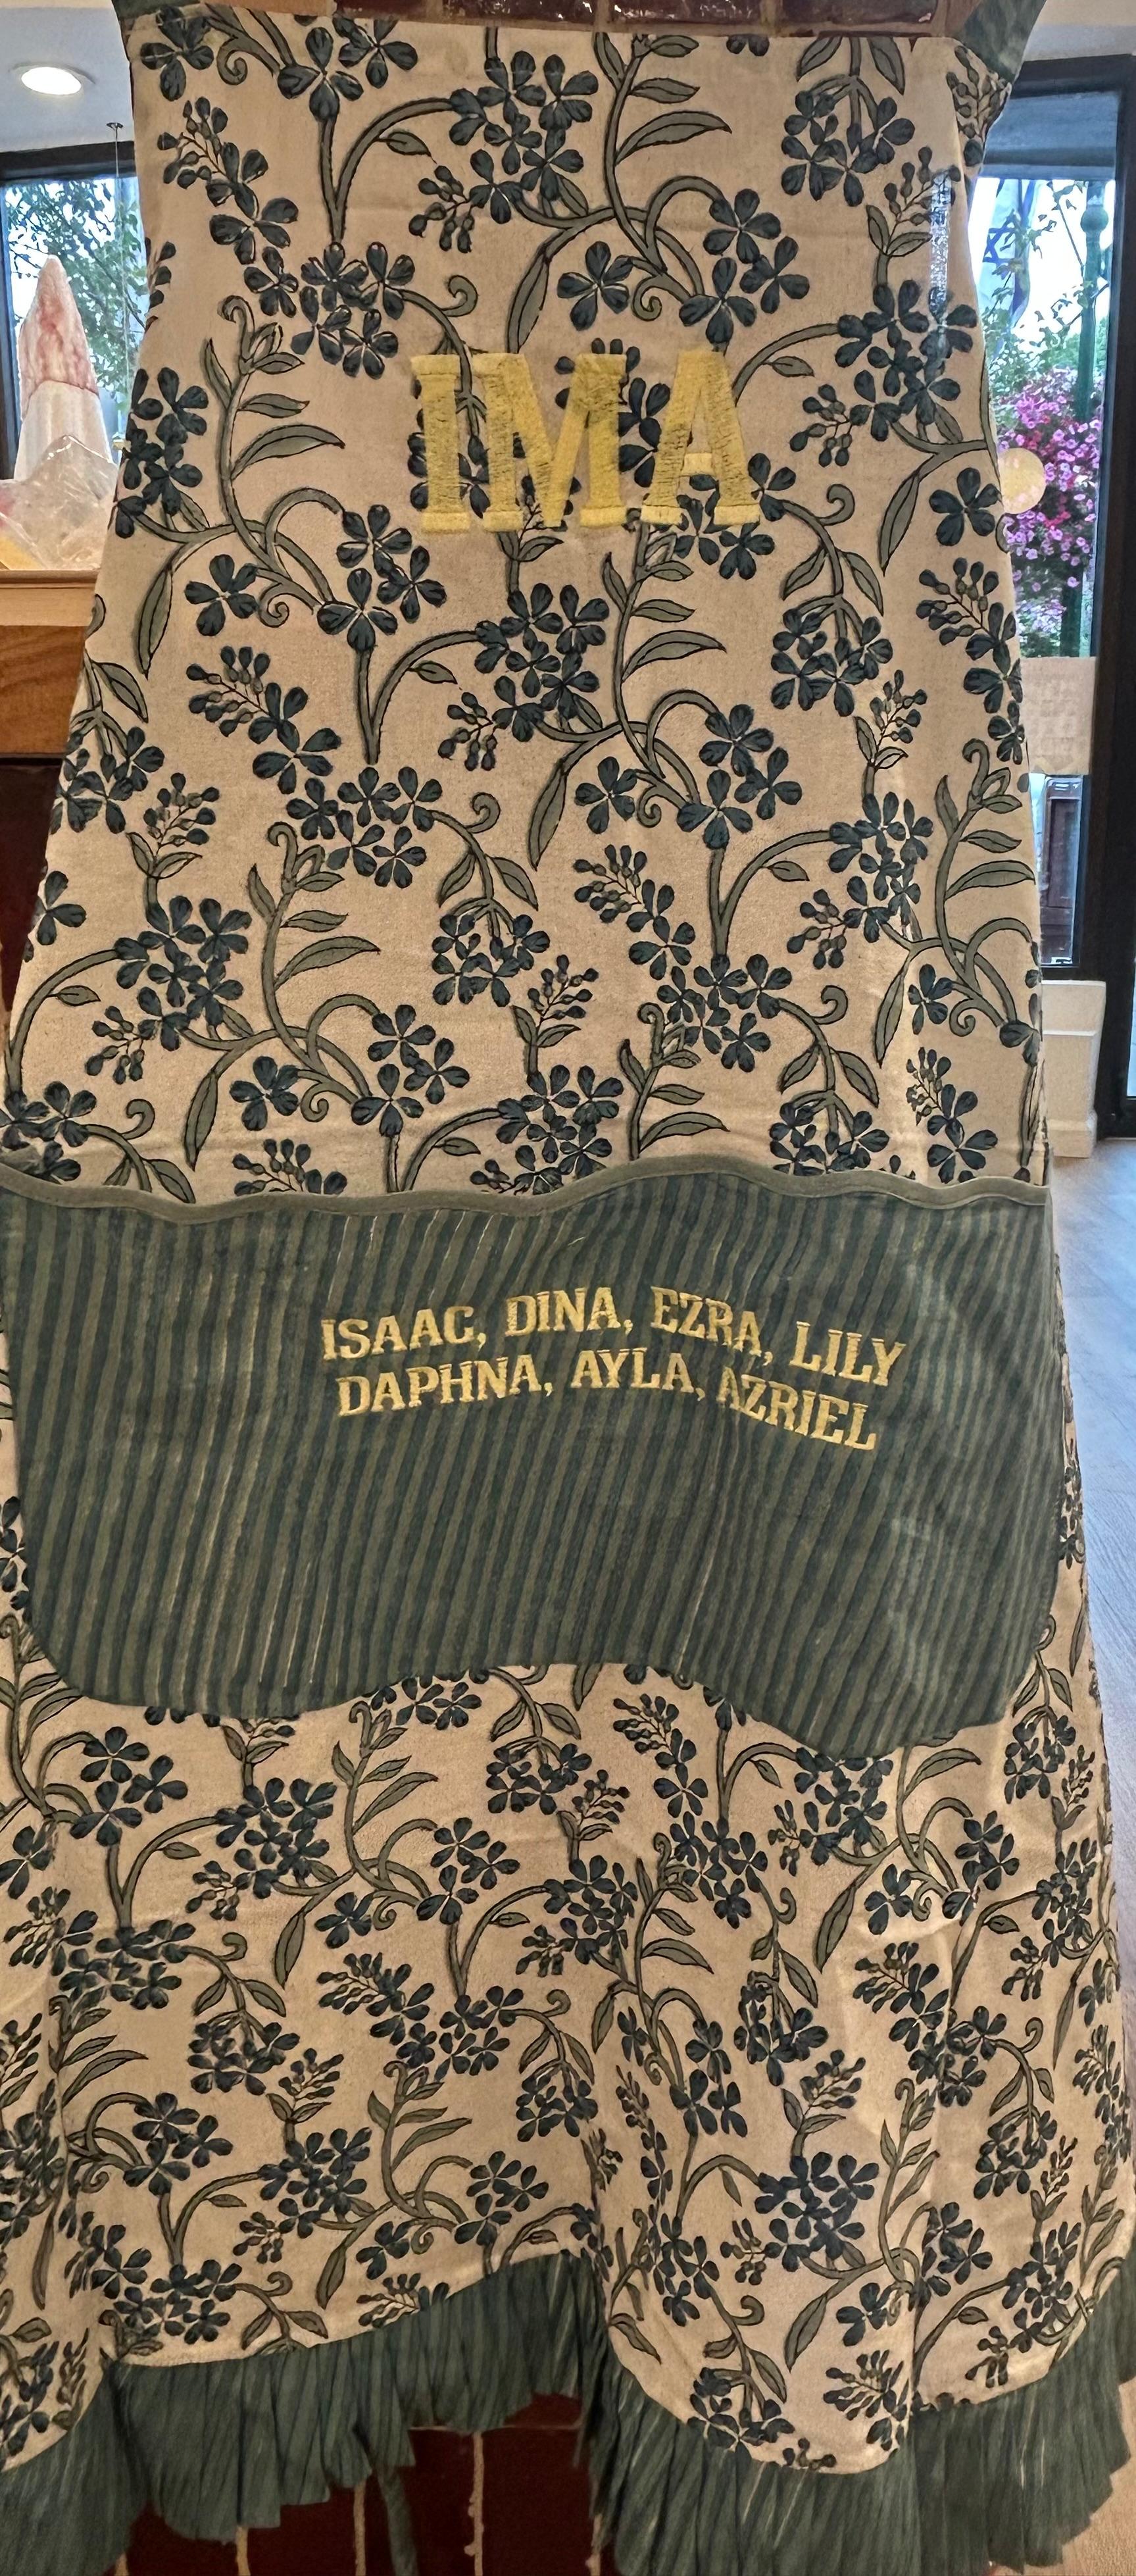 IMA
ISAAC, DINA, EZRA, LILY
DAPHNA, AYLA, AZRIEL